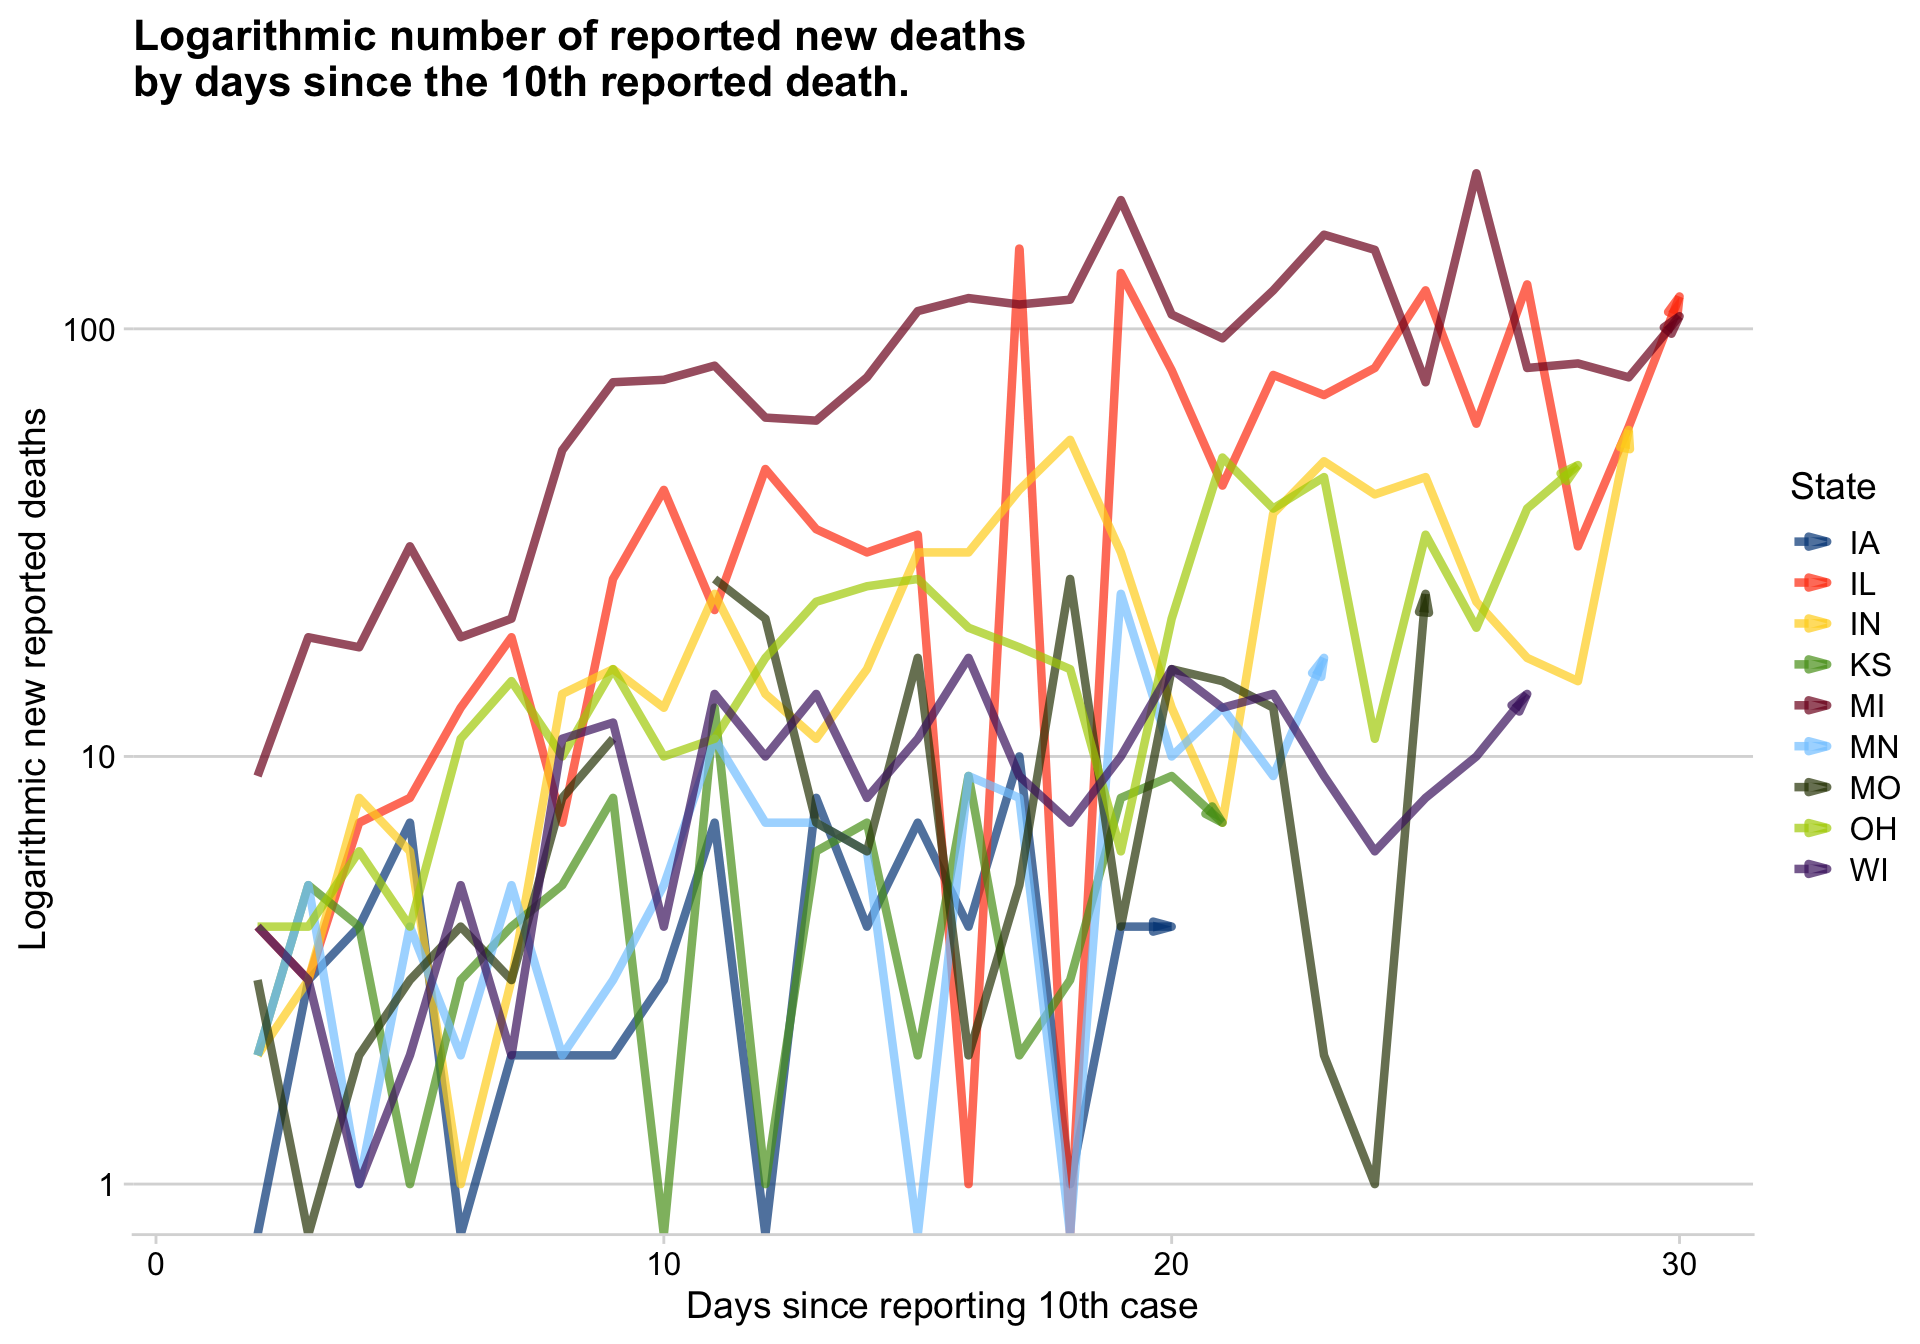 Logarithmic number of reported new deaths
by days since the 10th reported death.
Logarithmic new reported deaths
100
10
1
0
10
20
30
Days since reporting 10th case
State
IA
IL
IN
KS
MI
MN
MO
OH
WI